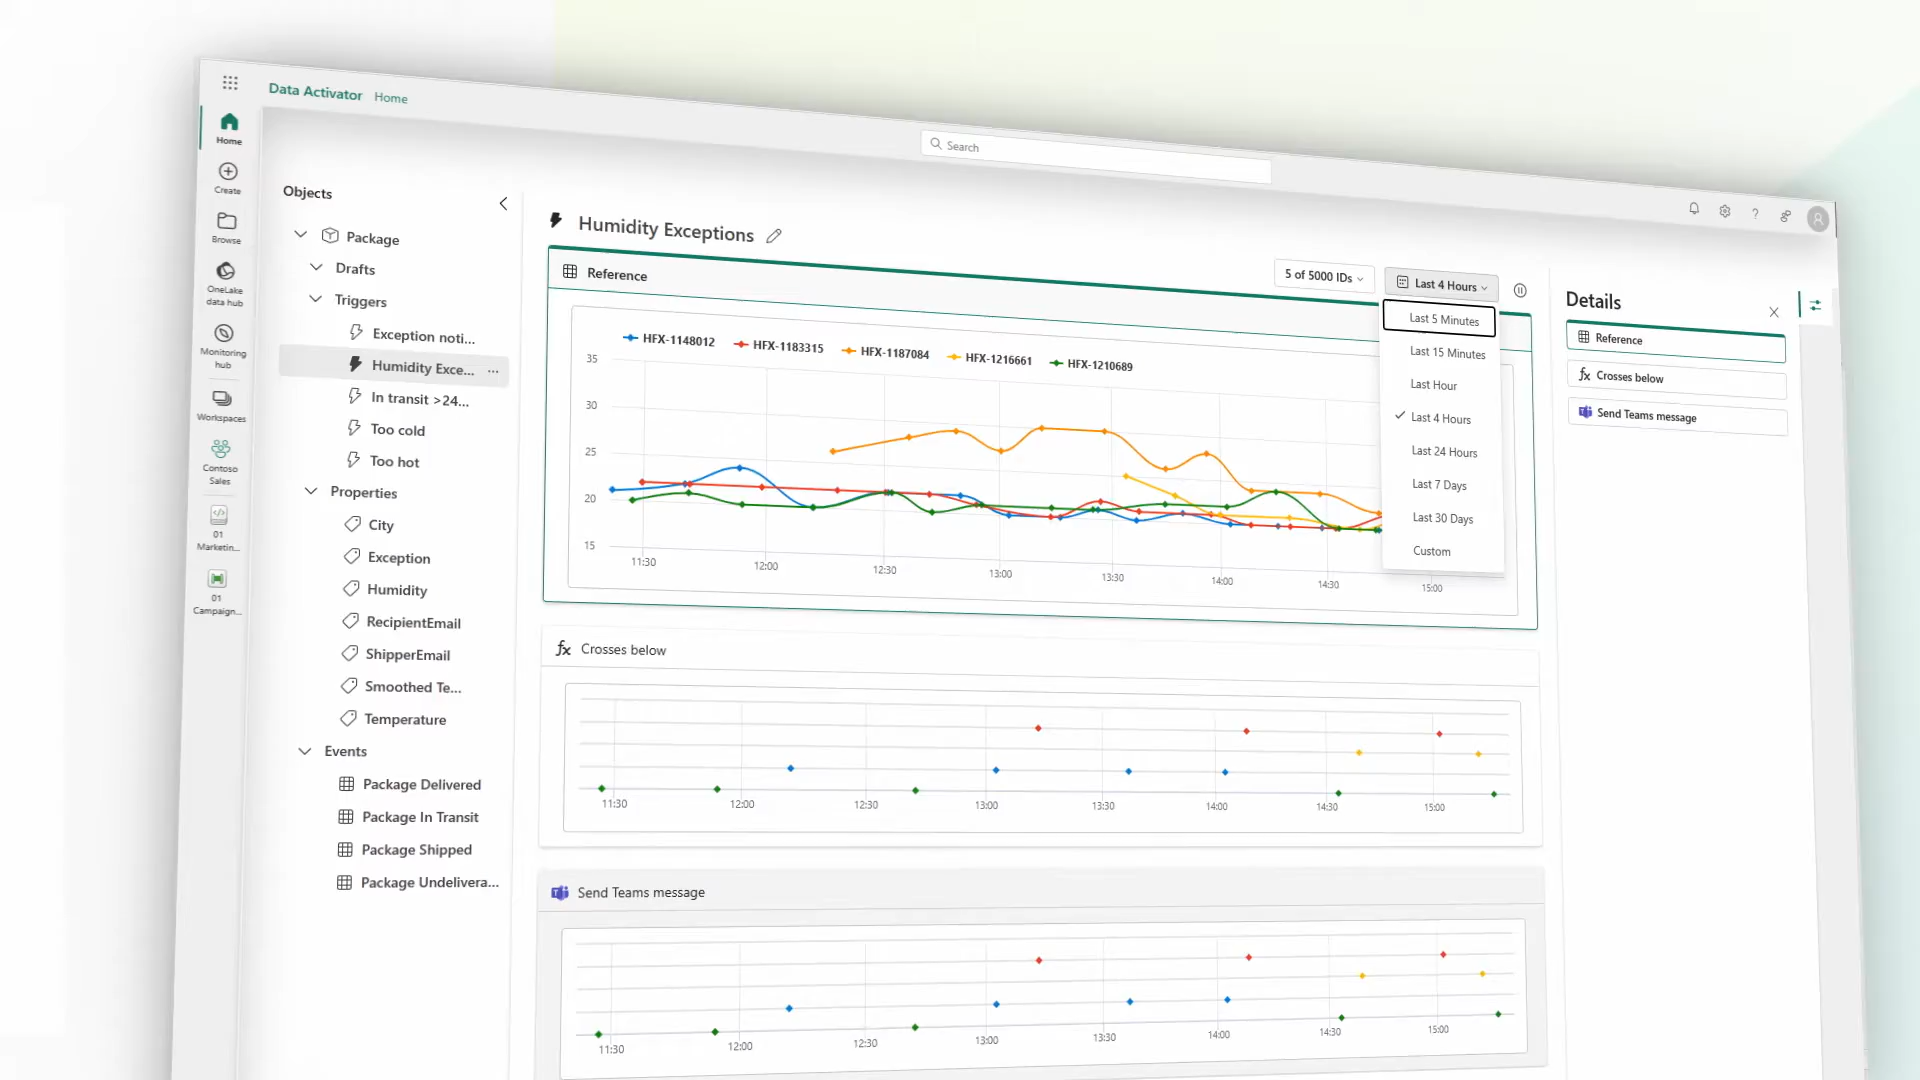 Data Activator Home
Search
Home
Create
Browse
OneLake
data hub
Monitoring
hub
Workspaces
Contoso
Sales
01
Marketin...
01
Campaign...
Objects
Package
Drafts
Triggers
Exception noti...
Humidity Exce... ...
In transit >24...
Too cold
Too hot
Properties
City
Exception
Humidity
RecipientEmail
ShipperEmail
Smoothed Te...
Temperature
Events
Package Delivered
Package In Transit
Package Shipped
Package Undelivera...
Humidity Exceptions
5 of 5000 IDs
Last 4 Hours
Reference
HFX-1148012 HFX-1183315 HFX-1187084 HFX-1216661 HFX-1210689
35
30
25
20
15
11:30 12:00 12:30 13:00 13:30 14:00 14:30 15:00
Last 5 Minutes
Last 15 Minutes
Last Hour
Last 4 Hours
Last 24 Hours
Last 7 Days
Last 30 Days
Custom
fx Crosses below
11:30 12:00 12:30 13:00 13:30 14:00 14:30 15:00
Send Teams message
11:30 12:00 12:30 13:00 13:30 14:00 14:30 15:00
?
Details
Reference
fx Crosses below
Send Teams message